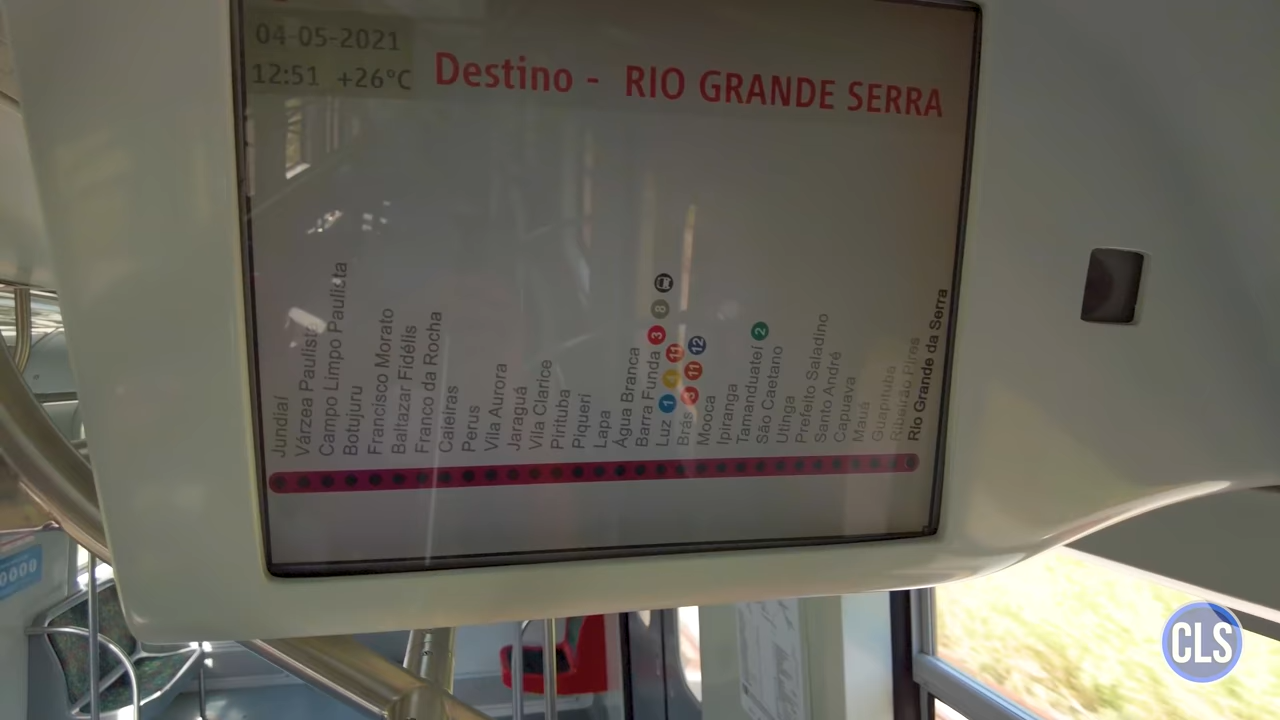 04-05-2021
12:51 +26°C
Destino - RIO GRANDE SERRA
Jundiaí
Várzea Paulista
Campo Limpo Paulista
Botujuru
Francisco Morato
Baltazar Fidélis
Franco da Rocha
Caieiras
Perus
Vila Aurora
Jaraguá
Vila Clarice
Pirituba
Piqueri
Lapa
Água Branca
Barra Funda 3 8
Luz 1 4 11
Brás 3 11 12
Mooca
Ipiranga
Tamanduateí 2
São Caetano
Utinga
Prefeito Saladino
Santo André
Capuava
Mauá
Guapituba
Ribeirão Pires
Rio Grande da Serra
0000
CLS